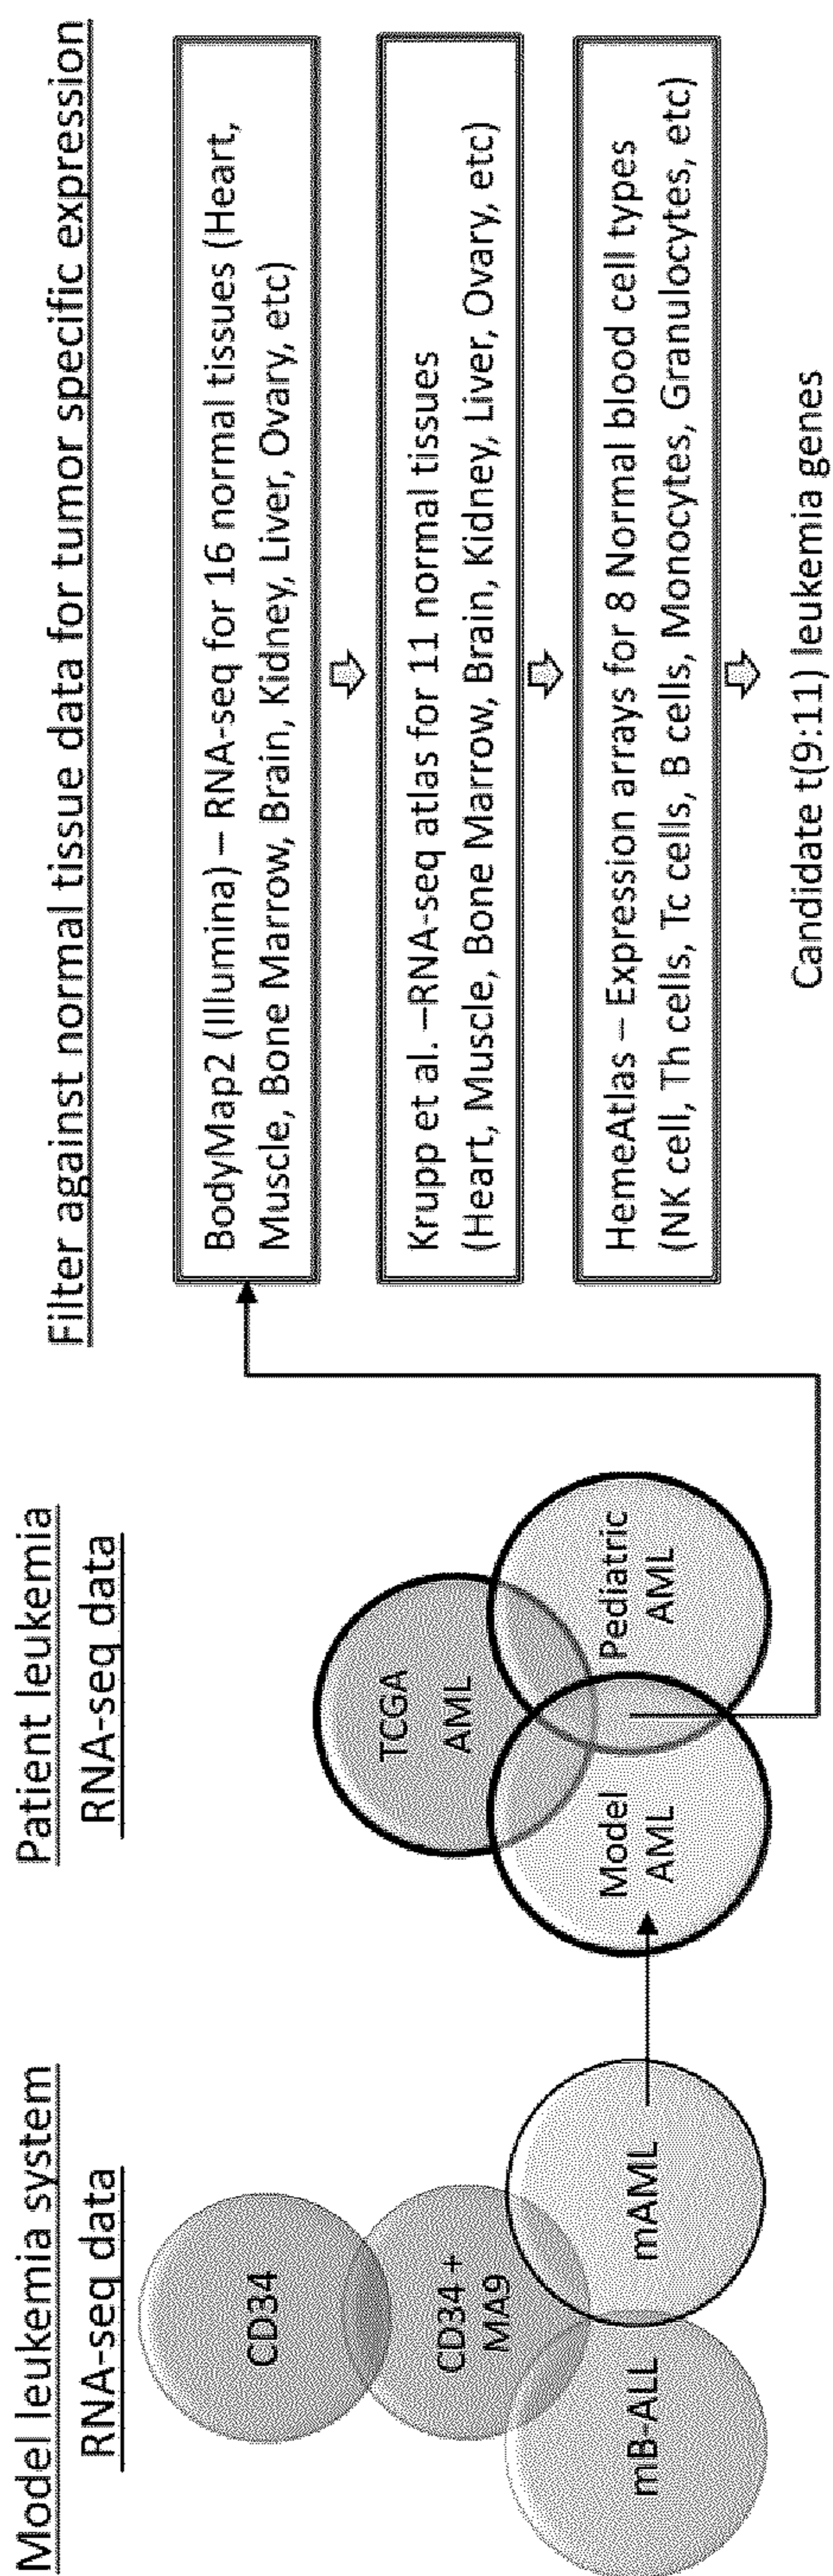 Model leukemia system
RNA-seq data
CD34
CD34 +
MA9
mB-ALL
mAML
Patient leukemia
RNA-seq data
TCGA
AML
Model
AML
Pediatric
AML
Filter against normal tissue data for tumor specific expression
BodyMap2 (Illumina) – RNA-seq for 16 normal tissues (Heart,
Muscle, Bone Marrow, Brain, Kidney, Liver, Ovary, etc)
Krupp et al. –RNA-seq atlas for 11 normal tissues
(Heart, Muscle, Bone Marrow, Brain, Kidney, Liver, Ovary, etc)
HemeAtlas – Expression arrays for 8 Normal blood cell types
(NK cell, Th cells, Tc cells, B cells, Monocytes, Granulocytes, etc)
Candidate t(9:11) leukemia genes